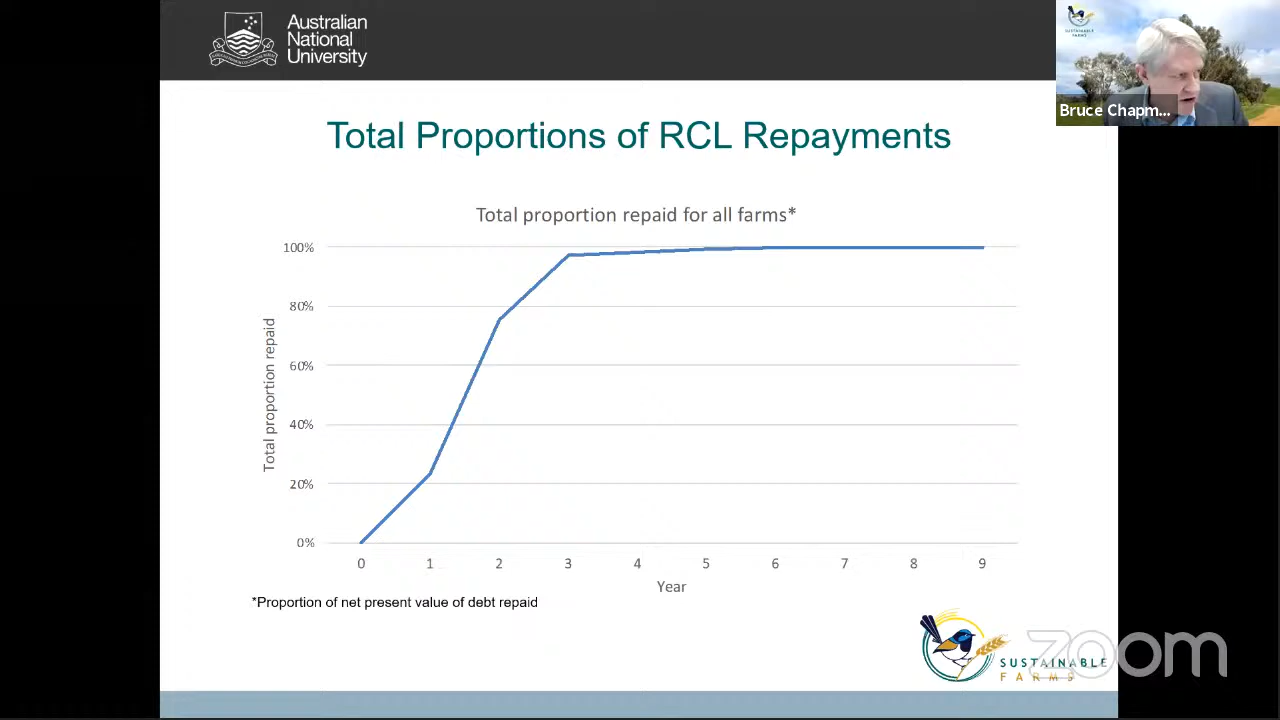 Australian
National
University
SUSTAINABLE
FARMS
Bruce Chapm...
Total Proportions of RCL Repayments
Total proportion repaid for all farms*
Total proportion repaid
100%
80%
60%
40%
20%
0%
0 1 2 3 4 5 6 7 8 9
Year
*Proportion of net present value of debt repaid
SUSTAINABLE
FARMS
zoom